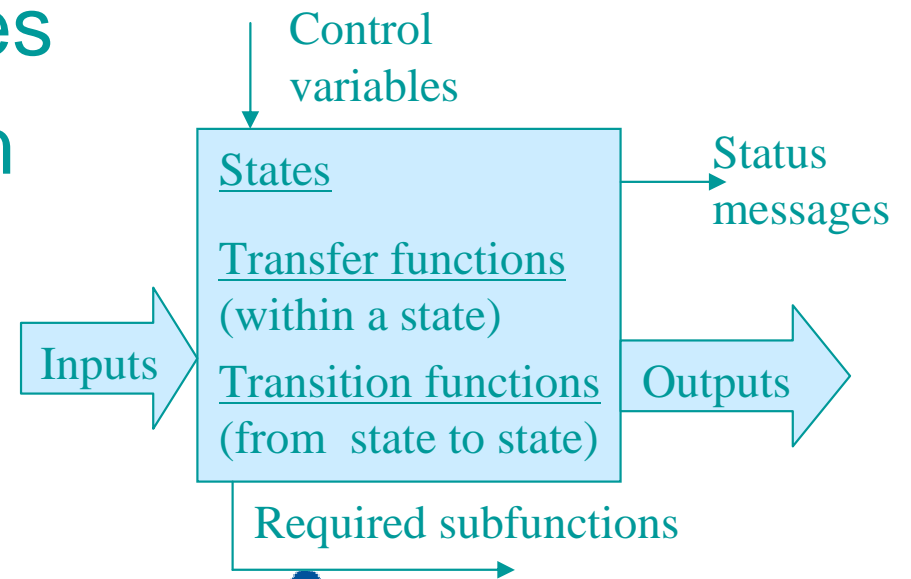 es
n
Control
variables
States
Status
messages
Transfer functions
(within a state)
Inputs
Transition functions
Outputs
(from state to state)
Required subfunctions